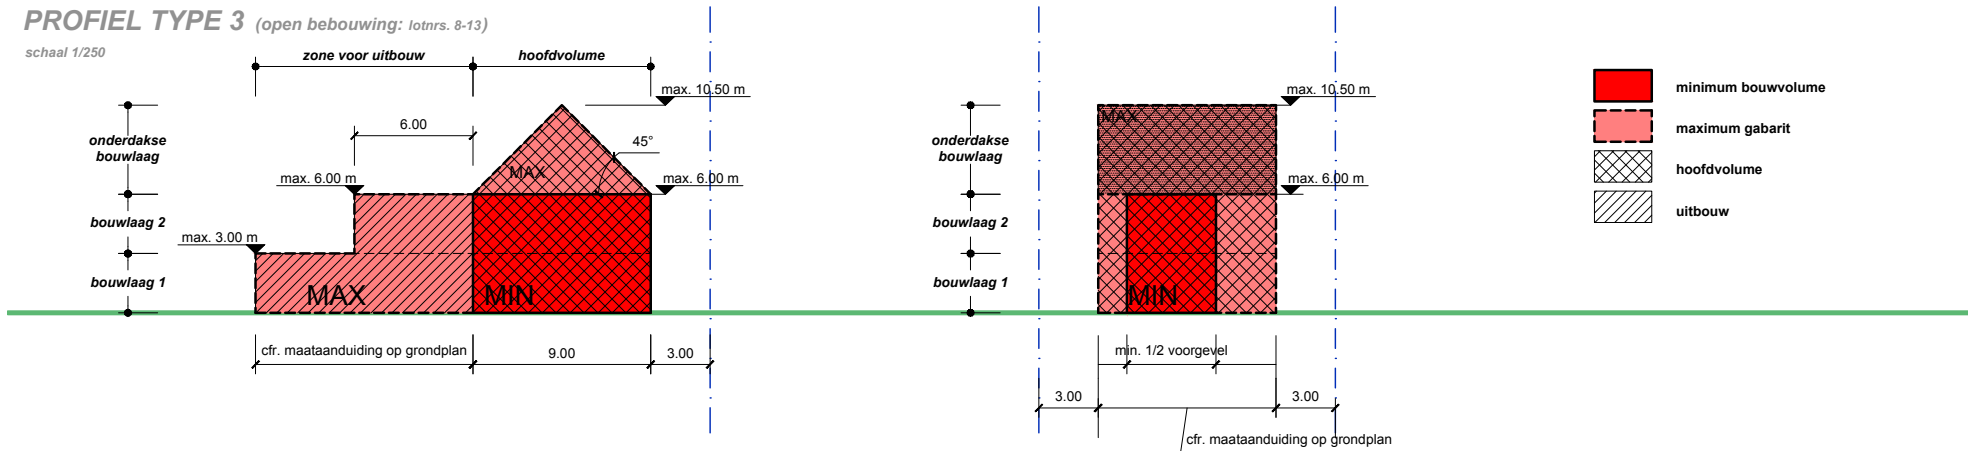 PROFIEL TYPE 3 (open bebouwing: lotnrs. 8-13)
schaal 1/250
zone voor uitbouw
hoofdvolume
max. 10.50 m
6.00
45°
onderdakse
bouwlaag
MAX
max. 6.00 m
max. 6.00 m
bouwlaag 2
max. 3.00 m
bouwlaag 1
MAX
MIN
cfr. maataanduiding op grondplan
9.00
3.00
max. 10.50 m
MAX
onderdakse
bouwlaag
max. 6.00 m
bouwlaag 2
bouwlaag 1
MIN
min. 1/2 voorgevel
3.00
3.00
cfr. maataanduiding op grondplan
minimum bouwvolume
maximum gabarit
hoofdvolume
uitbouw